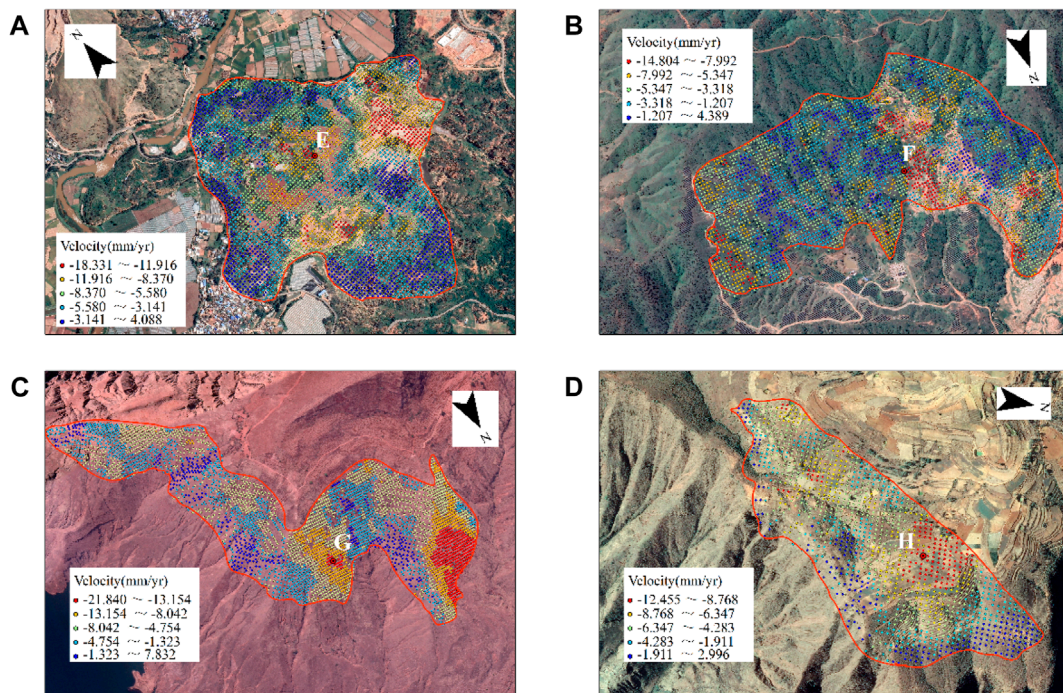 A
N
E
Velocity(mm/yr)
-18.331 ~ -11.916
-11.916 ~ -8.370
-8.370 ~ -5.580
-5.580 ~ -3.141
-3.141 ~ 4.088
B
Velocity(mm/yr)
-14.804 ~ -7.992
-7.992 ~ -5.347
-5.347 ~ -3.318
-3.318 ~ -1.207
-1.207 ~ 4.389
N
F
C
N
G
Velocity(mm/yr)
-21.840 ~ -13.154
-13.154 ~ -8.042
-8.042 ~ -4.754
-4.754 ~ -1.323
-1.323 ~ 7.832
D
N
H
Velocity(mm/yr)
-12.455 ~ -8.768
-8.768 ~ -6.347
-6.347 ~ -4.283
-4.283 ~ -1.911
-1.911 ~ 2.996